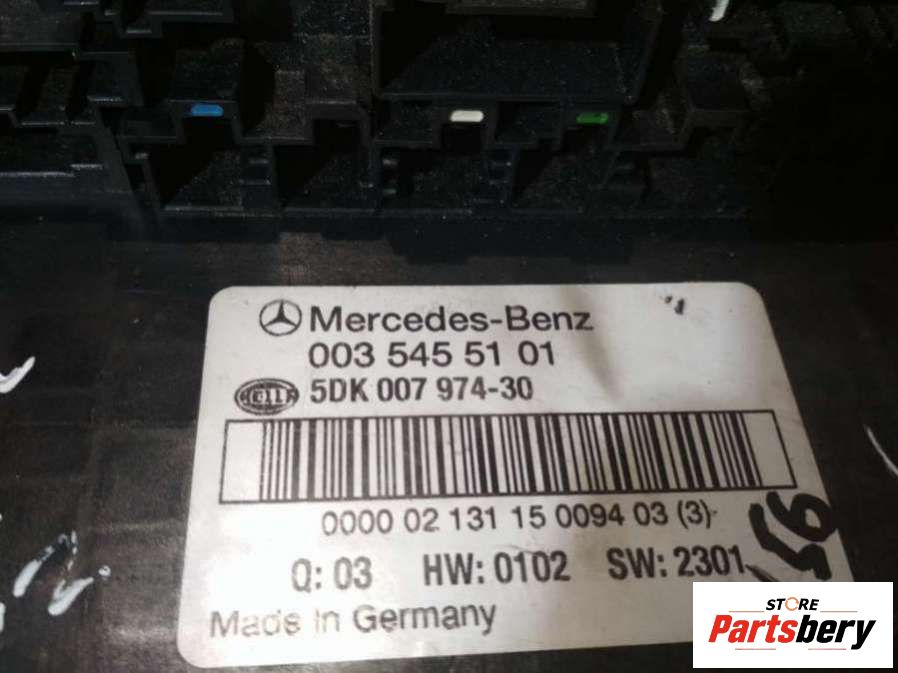 Mercedes-Benz
003 545 51 01
HELLA
5DK 007 974-30
0000 02 131 15 0094 03 (3)
Q: 03 HW: 0102 SW: 2301
Made in Germany
STORE
Partsbery